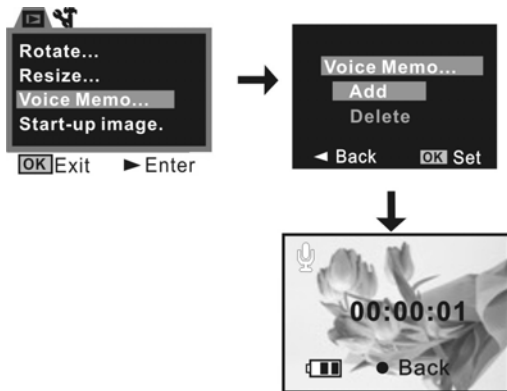 Rotate...
Resize...
Voice Memo...
Start-up image.
OK Exit ► Enter
Voice Memo...
Add
Delete
◄ Back OK Set
00:00:01
● Back